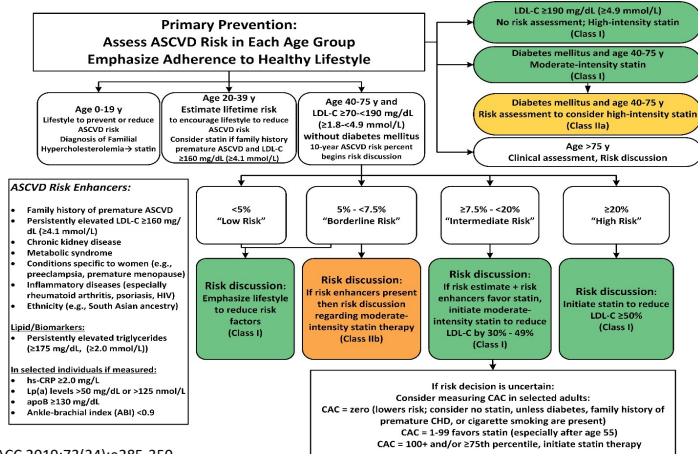 Primary Prevention:
Assess ASCVD Risk in Each Age Group
Emphasize Adherence to Healthy Lifestyle
LDL-C ≥190 mg/dL (≥4.9 mmol/L)
No risk assessment; High-intensity statin
(Class I)
Diabetes mellitus and age 40-75 y
Moderate-intensity statin
(Class I)
Diabetes mellitus and age 40-75 y
Risk assessment to consider high-intensity statin
(Class IIa)
Age >75 y
Clinical assessment, Risk discussion
Age 0-19 y
Lifestyle to prevent or reduce
ASCVD risk
Diagnosis of Familial
Hypercholesterolemia→ statin
Age 20-39 y
Estimate lifetime risk
to encourage lifestyle to reduce
ASCVD risk
Consider statin if family history
premature ASCVD and LDL-C
≥160 mg/dL (≥4.1 mmol/L)
Age 40-75 y and
LDL-C ≥70-<190 mg/dL
(≥1.8-<4.9 mmol/L)
without diabetes mellitus
10-year ASCVD risk percent
begins risk discussion
ASCVD Risk Enhancers:
• Family history of premature ASCVD
• Persistently elevated LDL-C ≥160 mg/
dL (≥4.1 mmol/L)
• Chronic kidney disease
• Metabolic syndrome
• Conditions specific to women (e.g.,
preeclampsia, premature menopause)
• Inflammatory diseases (especially
rheumatoid arthritis, psoriasis, HIV)
• Ethnicity (e.g., South Asian ancestry)
Lipid/Biomarkers:
• Persistently elevated triglycerides
(≥175 mg/dL, (≥2.0 mmol/L))
In selected individuals if measured:
• hs-CRP ≥2.0 mg/L
• Lp(a) levels >50 mg/dL or >125 nmol/L
• apoB ≥130 mg/dL
• Ankle-brachial index (ABI) <0.9
<5%
"Low Risk"
5% - <7.5%
"Borderline Risk"
≥7.5% - <20%
"Intermediate Risk"
≥20%
"High Risk"
Risk discussion:
Emphasize lifestyle
to reduce risk
factors
(Class I)
Risk discussion:
If risk enhancers present
then risk discussion
regarding moderate-
intensity statin therapy
(Class IIb)
Risk discussion:
If risk estimate + risk
enhancers favor statin,
initiate moderate-
intensity statin to reduce
LDL-C by 30% - 49%
(Class I)
Risk discussion:
Initiate statin to reduce
LDL-C ≥50%
(Class I)
If risk decision is uncertain:
Consider measuring CAC in selected adults:
CAC = zero (lowers risk; consider no statin, unless diabetes, family history of
premature CHD, or cigarette smoking are present)
CAC = 1-99 favors statin (especially after age 55)
CAC = 100+ and/or ≥75th percentile, initiate statin therapy